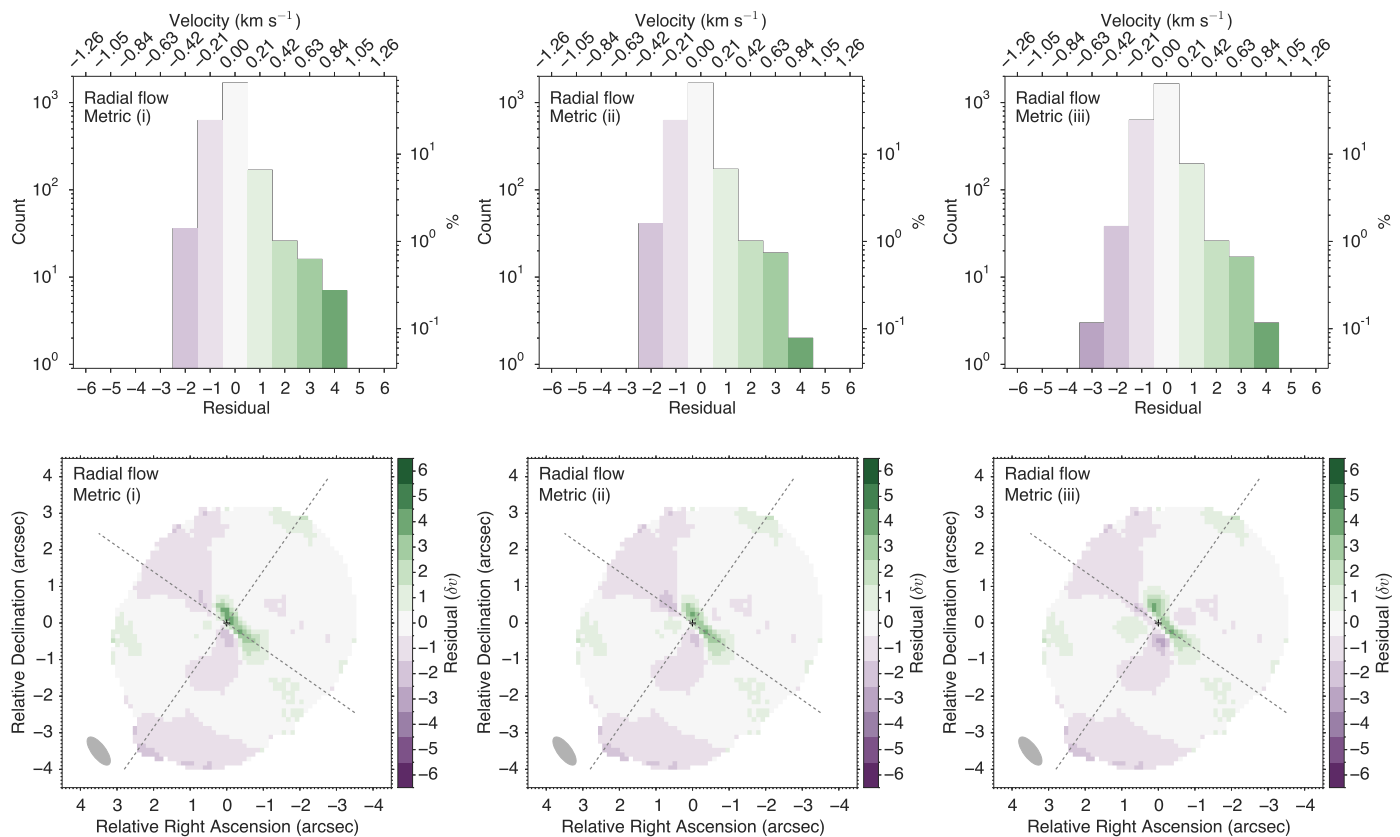 Velocity (km s⁻¹) Velocity (km s⁻¹) Velocity (km s⁻¹)
−1.26 −1.05 −0.84 −0.63 −0.42 −0.21 0.00 0.21 0.42 0.63 0.84 1.05 1.26
−1.26 −1.05 −0.84 −0.63 −0.42 −0.21 0.00 0.21 0.42 0.63 0.84 1.05 1.26
−1.26 −1.05 −0.84 −0.63 −0.42 −0.21 0.00 0.21 0.42 0.63 0.84 1.05 1.26
Radial flow
Metric (i)
Count
10³
10²
10¹
10⁰
%
10¹
10⁰
10⁻¹
−6 −5 −4 −3 −2 −1 0 1 2 3 4 5 6
Residual
Radial flow
Metric (ii)
Count
10³
10²
10¹
10⁰
%
10¹
10⁰
10⁻¹
−6 −5 −4 −3 −2 −1 0 1 2 3 4 5 6
Residual
Radial flow
Metric (iii)
Count
10³
10²
10¹
10⁰
%
10¹
10⁰
10⁻¹
−6 −5 −4 −3 −2 −1 0 1 2 3 4 5 6
Residual
Radial flow
Metric (i)
Relative Declination (arcsec)
4
3
2
1
0
−1
−2
−3
−4
4 3 2 1 0 −1 −2 −3 −4
Relative Right Ascension (arcsec)
6
5
4
3
2
1
0
−1
−2
−3
−4
−5
−6
Residual (δv)
Radial flow
Metric (ii)
Relative Declination (arcsec)
4
3
2
1
0
−1
−2
−3
−4
4 3 2 1 0 −1 −2 −3 −4
Relative Right Ascension (arcsec)
6
5
4
3
2
1
0
−1
−2
−3
−4
−5
−6
Residual (δv)
Radial flow
Metric (iii)
Relative Declination (arcsec)
4
3
2
1
0
−1
−2
−3
−4
4 3 2 1 0 −1 −2 −3 −4
Relative Right Ascension (arcsec)
6
5
4
3
2
1
0
−1
−2
−3
−4
−5
−6
Residual (δv)